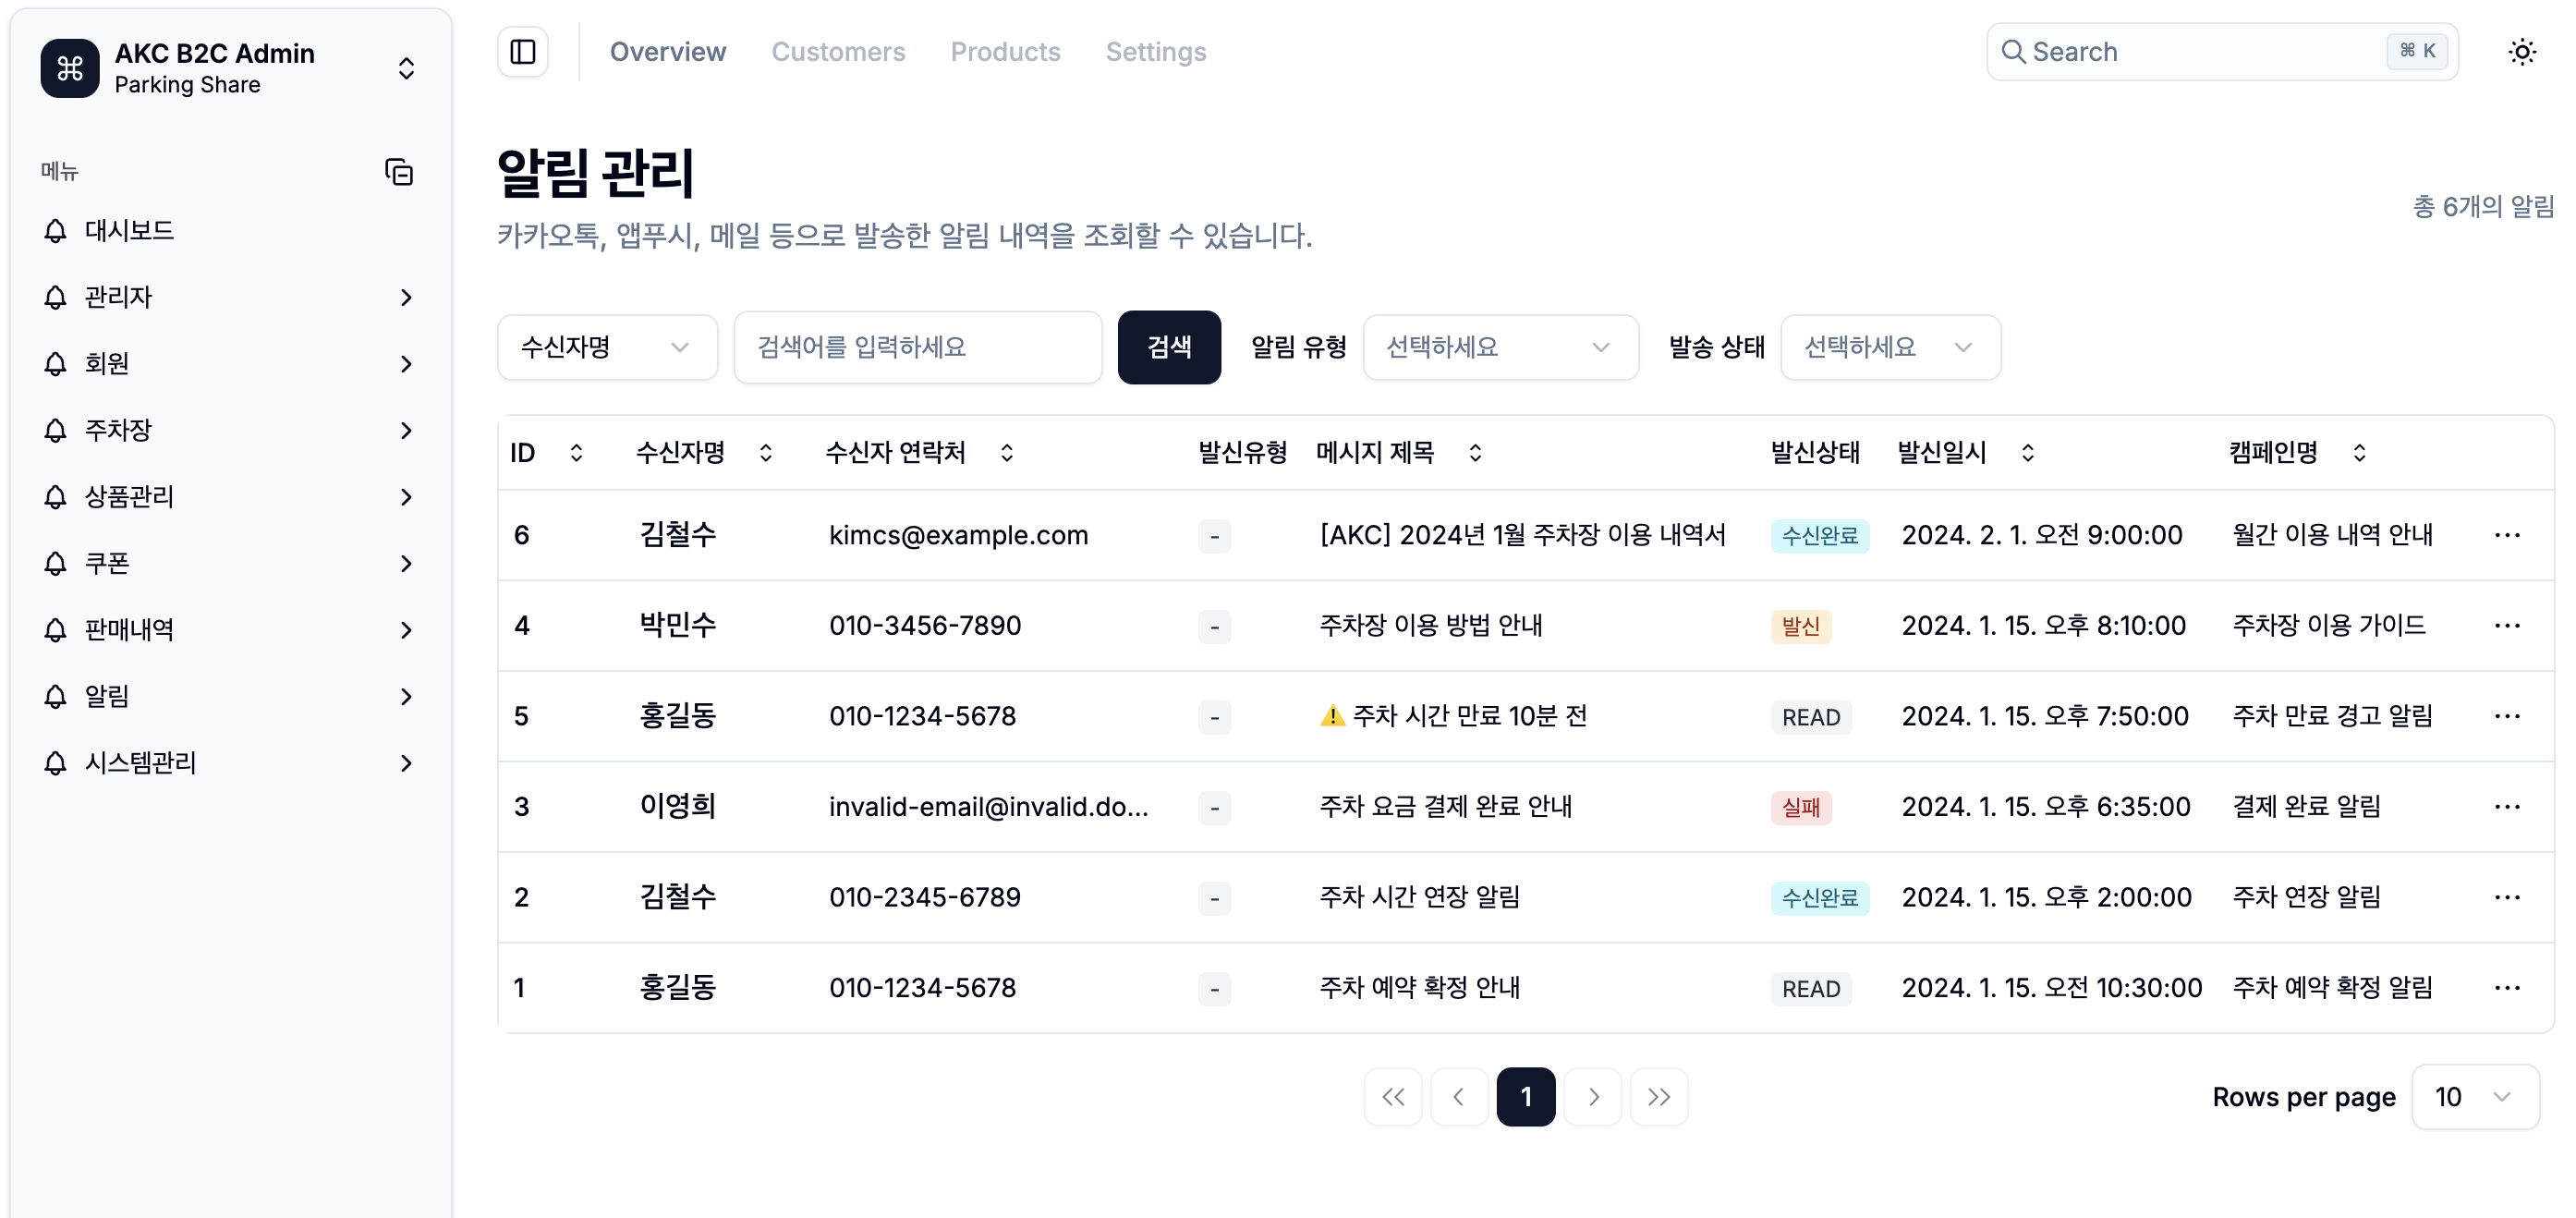 AKC B2C Admin
Parking Share
메뉴
대시보드
관리자
회원
주차장
상품관리
쿠폰
판매내역
알림
시스템관리
Overview Customers Products Settings
Search ⌘ K
알림 관리
카카오톡, 앱푸시, 메일 등으로 발송한 알림 내역을 조회할 수 있습니다.
총 6개의 알림
수신자명 검색어를 입력하세요 검색 알림 유형 선택하세요 발송 상태 선택하세요
ID 수신자명 수신자 연락처 발신유형 메시지 제목 발신상태 발신일시 캠페인명
6 김철수 kimcs@example.com - [AKC] 2024년 1월 주차장 이용 내역서 수신완료 2024. 2. 1. 오전 9:00:00 월간 이용 내역 안내 ...
4 박민수 010-3456-7890 - 주차장 이용 방법 안내 발신 2024. 1. 15. 오후 8:10:00 주차장 이용 가이드 ...
5 홍길동 010-1234-5678 - ⚠️ 주차 시간 만료 10분 전 READ 2024. 1. 15. 오후 7:50:00 주차 만료 경고 알림 ...
3 이영희 invalid-email@invalid.do... - 주차 요금 결제 완료 안내 실패 2024. 1. 15. 오후 6:35:00 결제 완료 알림 ...
2 김철수 010-2345-6789 - 주차 시간 연장 알림 수신완료 2024. 1. 15. 오후 2:00:00 주차 연장 알림 ...
1 홍길동 010-1234-5678 - 주차 예약 확정 안내 READ 2024. 1. 15. 오전 10:30:00 주차 예약 확정 알림 ...
<< < 1 > >>
Rows per page 10